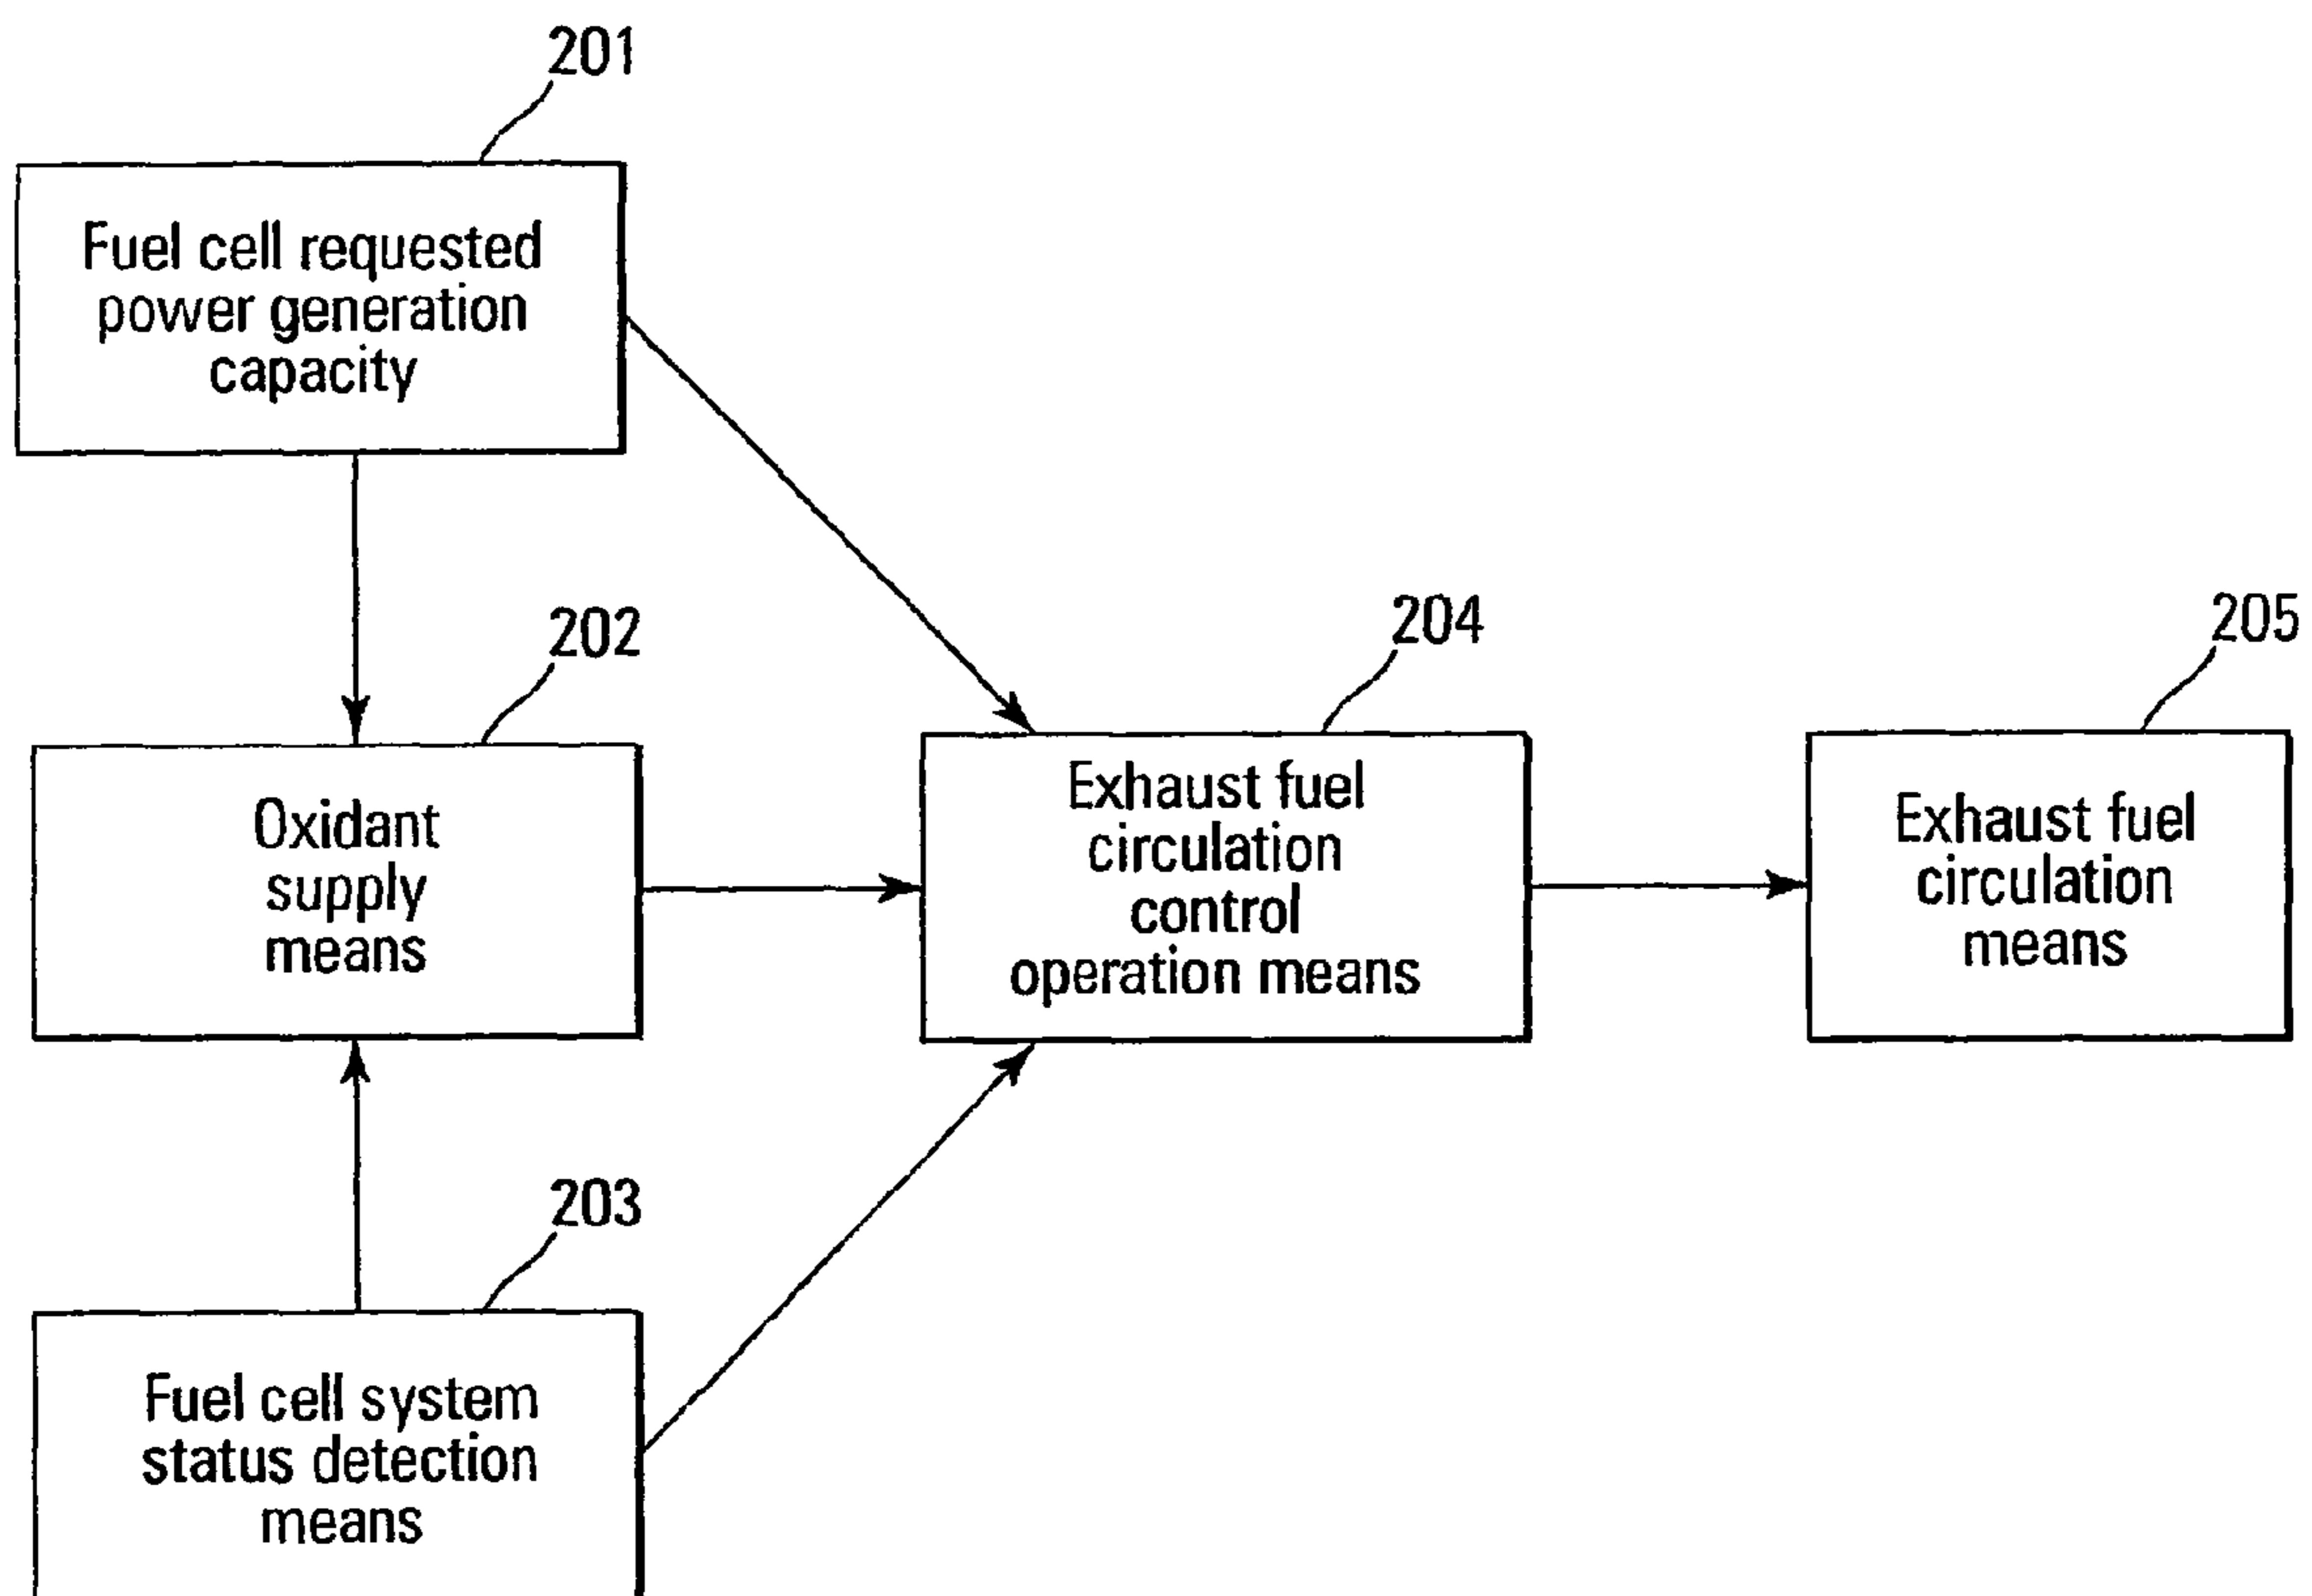 201
Fuel cell requested
power generation
capacity
202
Oxidant
supply
means
203
Fuel cell system
status detection
means
204
Exhaust fuel
circulation
control
operation means
205
Exhaust fuel
circulation
means